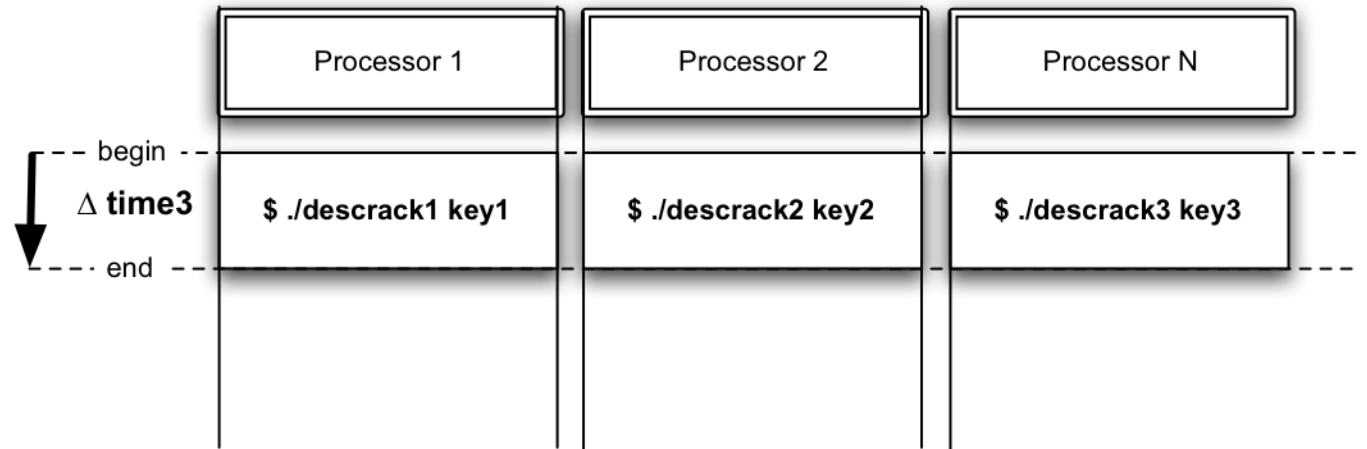 Processor 1
Processor 2
Processor N
begin
Δ time3
$ ./descrack1 key1
$ ./descrack2 key2
$ ./descrack3 key3
end